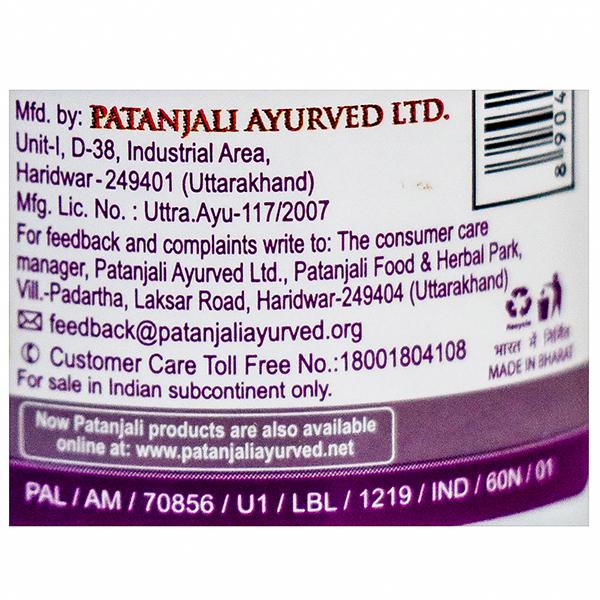 Mfd. by: PATANJALI AYURVED LTD.
Unit-I, D-38, Industrial Area,
Haridwar-249401 (Uttarakhand)
Mfg. Lic. No. : Uttra.Ayu-117/2007
For feedback and complaints write to: The consumer care
manager, Patanjali Ayurved Ltd., Patanjali Food & Herbal Park,
Vill.-Padartha, Laksar Road, Haridwar-249404 (Uttarakhand)
feedback@patanjaliayurved.org
Customer Care Toll Free No.:18001804108
For sale in Indian subcontinent only.
8904
Recycle
भारत में निर्मित
MADE IN BHARAT
Now Patanjali products are also available
online at: www.patanjaliayurved.net
PAL / AM / 70856 / U1 / LBL / 1219 / IND / 60N / 01